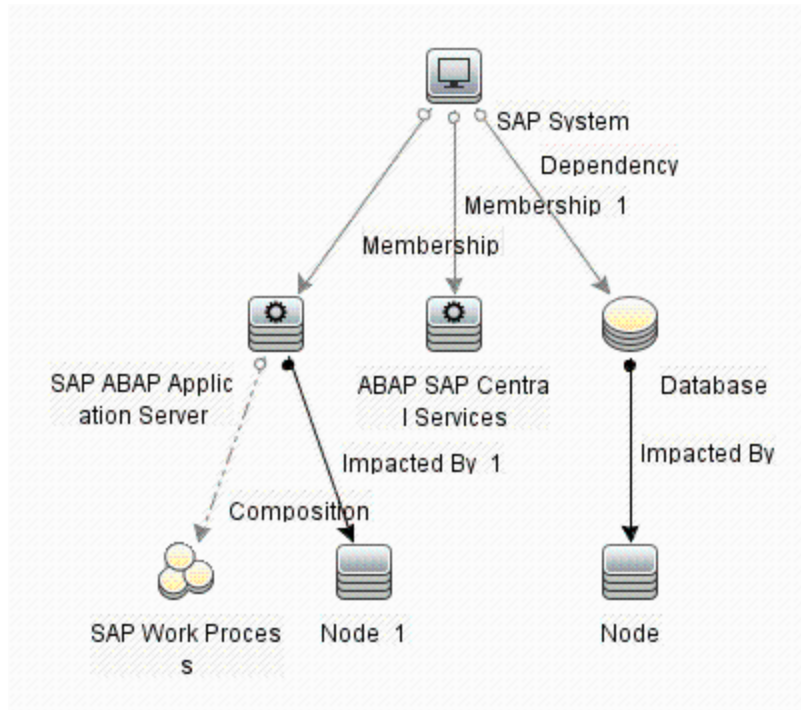 SAP System
Dependency
Membership 1
Membership
SAP ABAP Applic
ation Server
ABAP SAP Centra
l Services
Database
Impacted By 1
Impacted By
Composition
SAP Work Proces
s
Node 1
Node